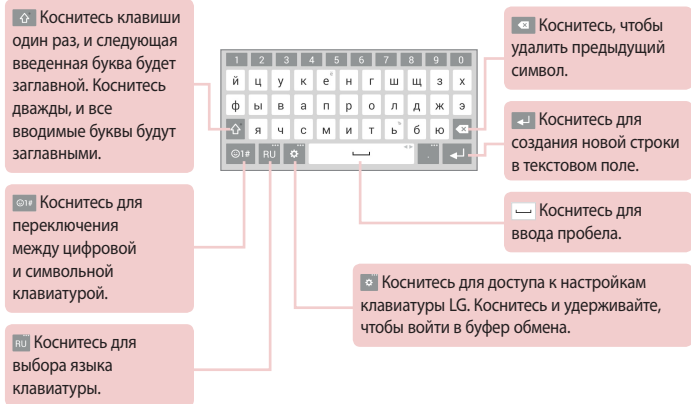 Коснитесь клавиши
один раз, и следующая
введенная буква будет
заглавной. Коснитесь
дважды, и все
вводимые буквы будут
заглавными.
☺1# Коснитесь для
переключения
между цифровой
и символьной
клавиатурой.
RU Коснитесь для
выбора языка
клавиатуры.
1 2 3 4 5 6 7 8 9 0
й ц у к е ё н г ш щ з х
ф ы в а п р о л д ж э
я ч с м и т ь ъ б ю
☺1# RU .
Коснитесь, чтобы
удалить предыдущий
символ.
Коснитесь для
создания новой строки
в текстовом поле.
Коснитесь для
ввода пробела.
Коснитесь для доступа к настройкам
клавиатуры LG. Коснитесь и удерживайте,
чтобы войти в буфер обмена.